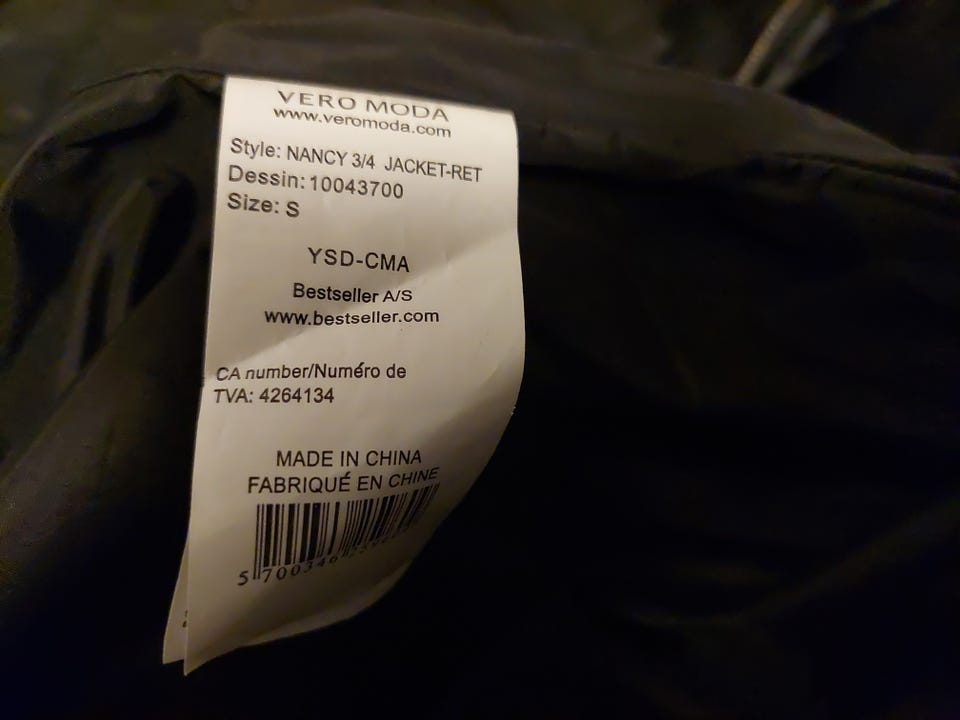 VERO MODA
www.veromoda.com
Style: NANCY 3/4 JACKET-RET
Dessin: 10043700
Size: S
YSD-CMA
Bestseller A/S
www.bestseller.com
CA number/Numéro de
TVA: 4264134
MADE IN CHINA
FABRIQUÉ EN CHINE